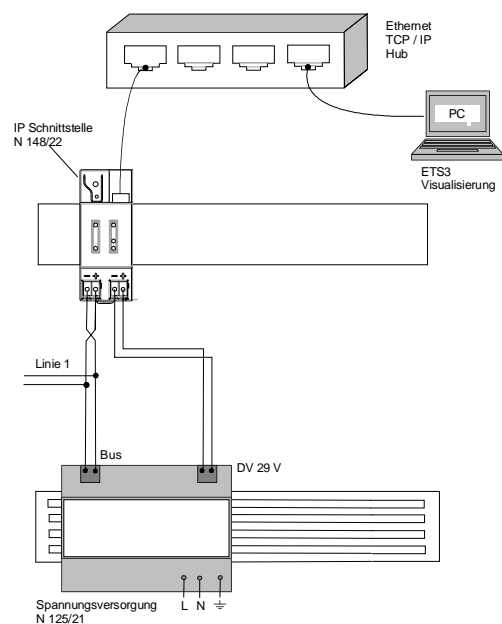 Ethernet
TCP / IP
Hub
PC
IP Schnittstelle
N 148/22
ETS3
Visualisierung
Linie 1
Bus
DV 29 V
L N
Spannungsversorgung
N 125/21